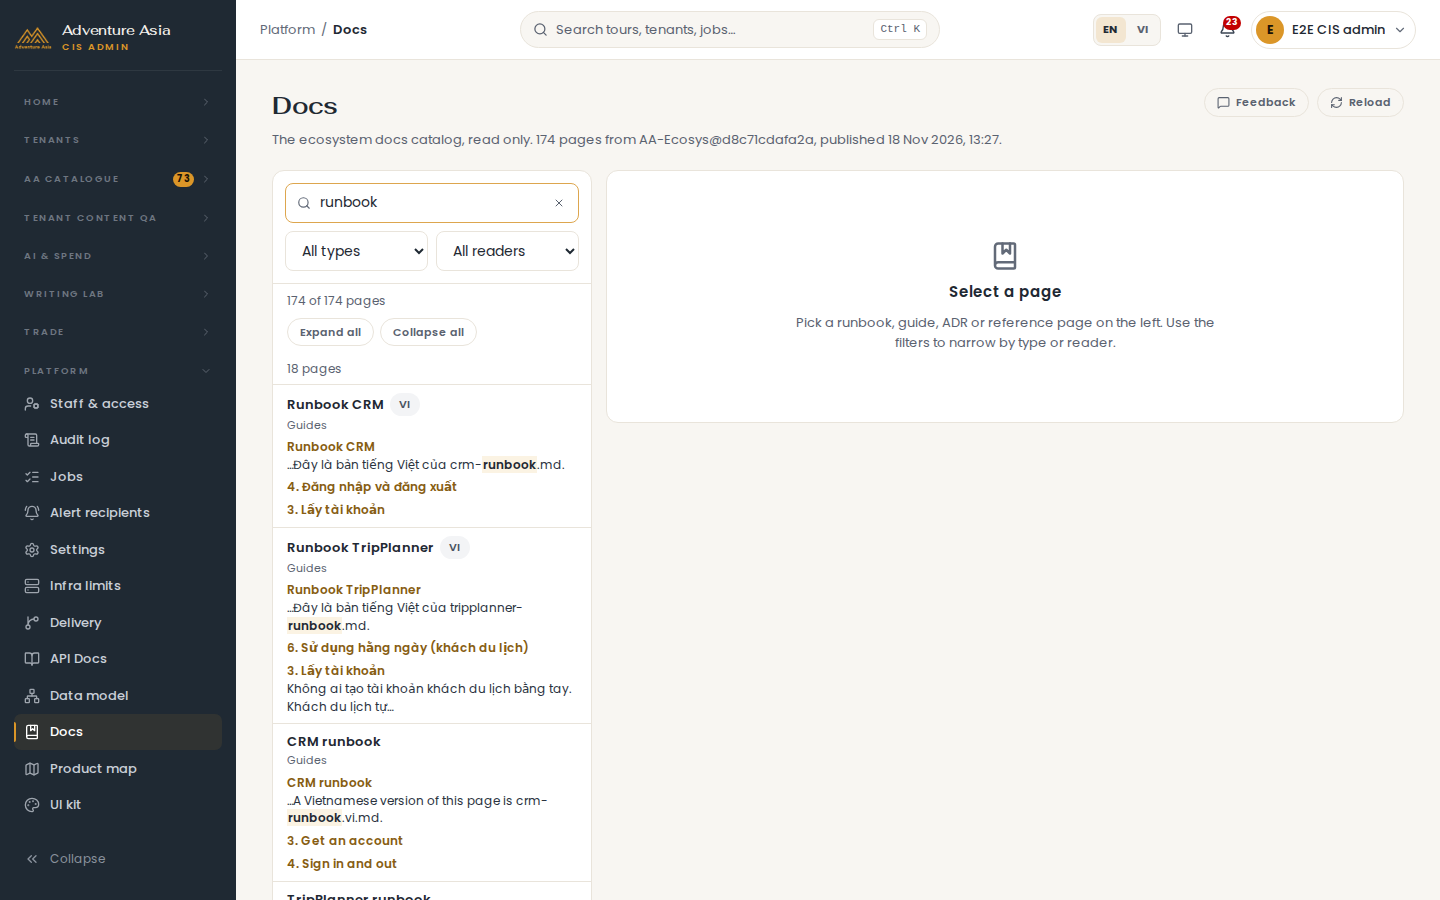 Adventure Asia
Adventure Asia
CIS ADMIN
HOME
TENANTS
AA CATALOGUE
73
TENANT CONTENT QA
AI & SPEND
WRITING LAB
TRADE
PLATFORM
Staff & access
Audit log
Jobs
Alert recipients
Settings
Infra limits
Delivery
API Docs
Data model
Docs
Product map
UI kit
Collapse
Platform / Docs
Search tours, tenants, jobs...
Ctrl K
EN
VI
23
E
E2E CIS admin
Docs
Feedback
Reload
The ecosystem docs catalog, read only. 174 pages from AA-Ecosys@d8c71cdafa2a, published 18 Nov 2026, 13:27.
runbook
All types
All readers
174 of 174 pages
Expand all
Collapse all
18 pages
Runbook CRM VI
Guides
Runbook CRM
...Đây là bản tiếng Việt của crm-runbook.md.
4. Đăng nhập và đăng xuất
3. Lấy tài khoản
Runbook TripPlanner VI
Guides
Runbook TripPlanner
...Đây là bản tiếng Việt của tripplanner-
runbook.md.
6. Sử dụng hằng ngày (khách du lịch)
3. Lấy tài khoản
Không ai tạo tài khoản khách du lịch bằng tay.
Khách du lịch tự...
CRM runbook
Guides
CRM runbook
...A Vietnamese version of this page is crm-
runbook.vi.md.
3. Get an account
4. Sign in and out
TripPlanner runbook
Select a page
Pick a runbook, guide, ADR or reference page on the left. Use the
filters to narrow by type or reader.